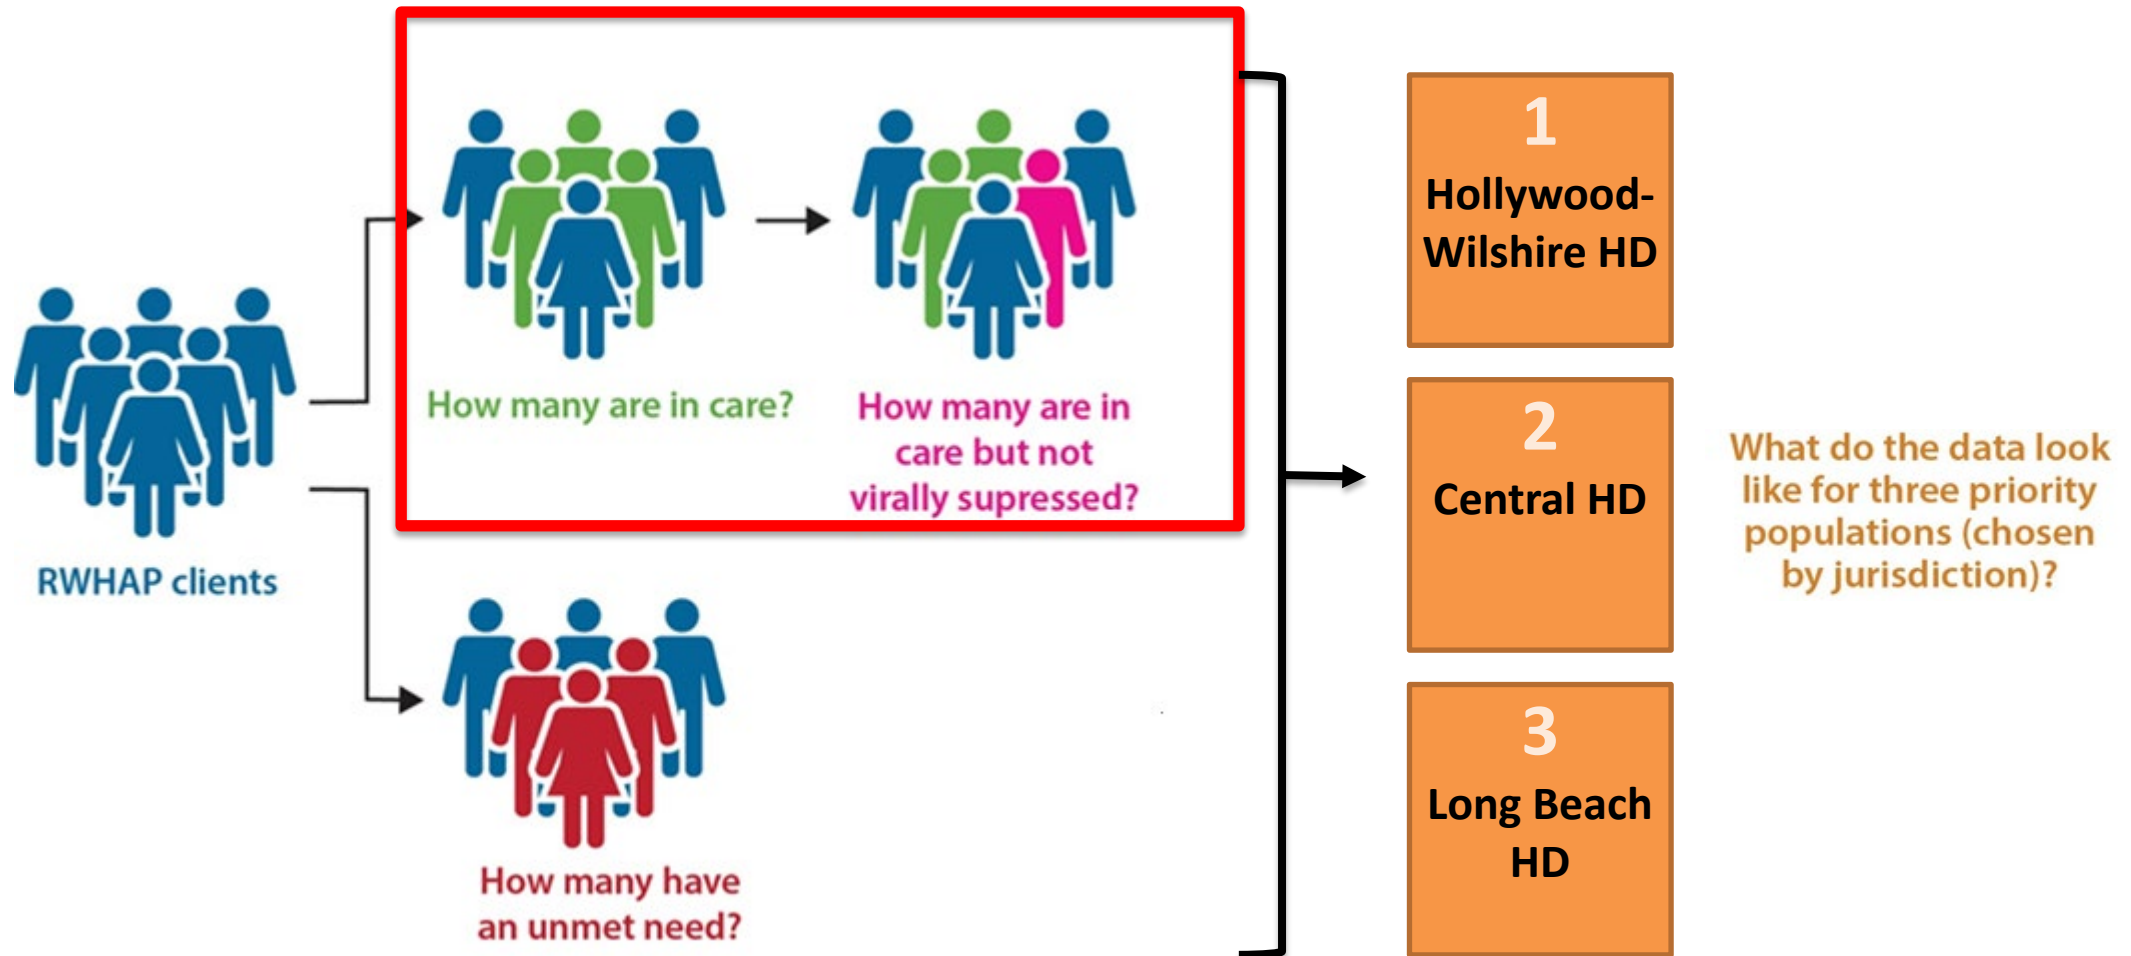 RWHAP clients
How many are in care?
How many are in
care but not
virally supressed?
How many have
an unmet need?
1
Hollywood-
Wilshire HD
2
Central HD
3
Long Beach
HD
What do the data look
like for three priority
populations (chosen
by jurisdiction)?